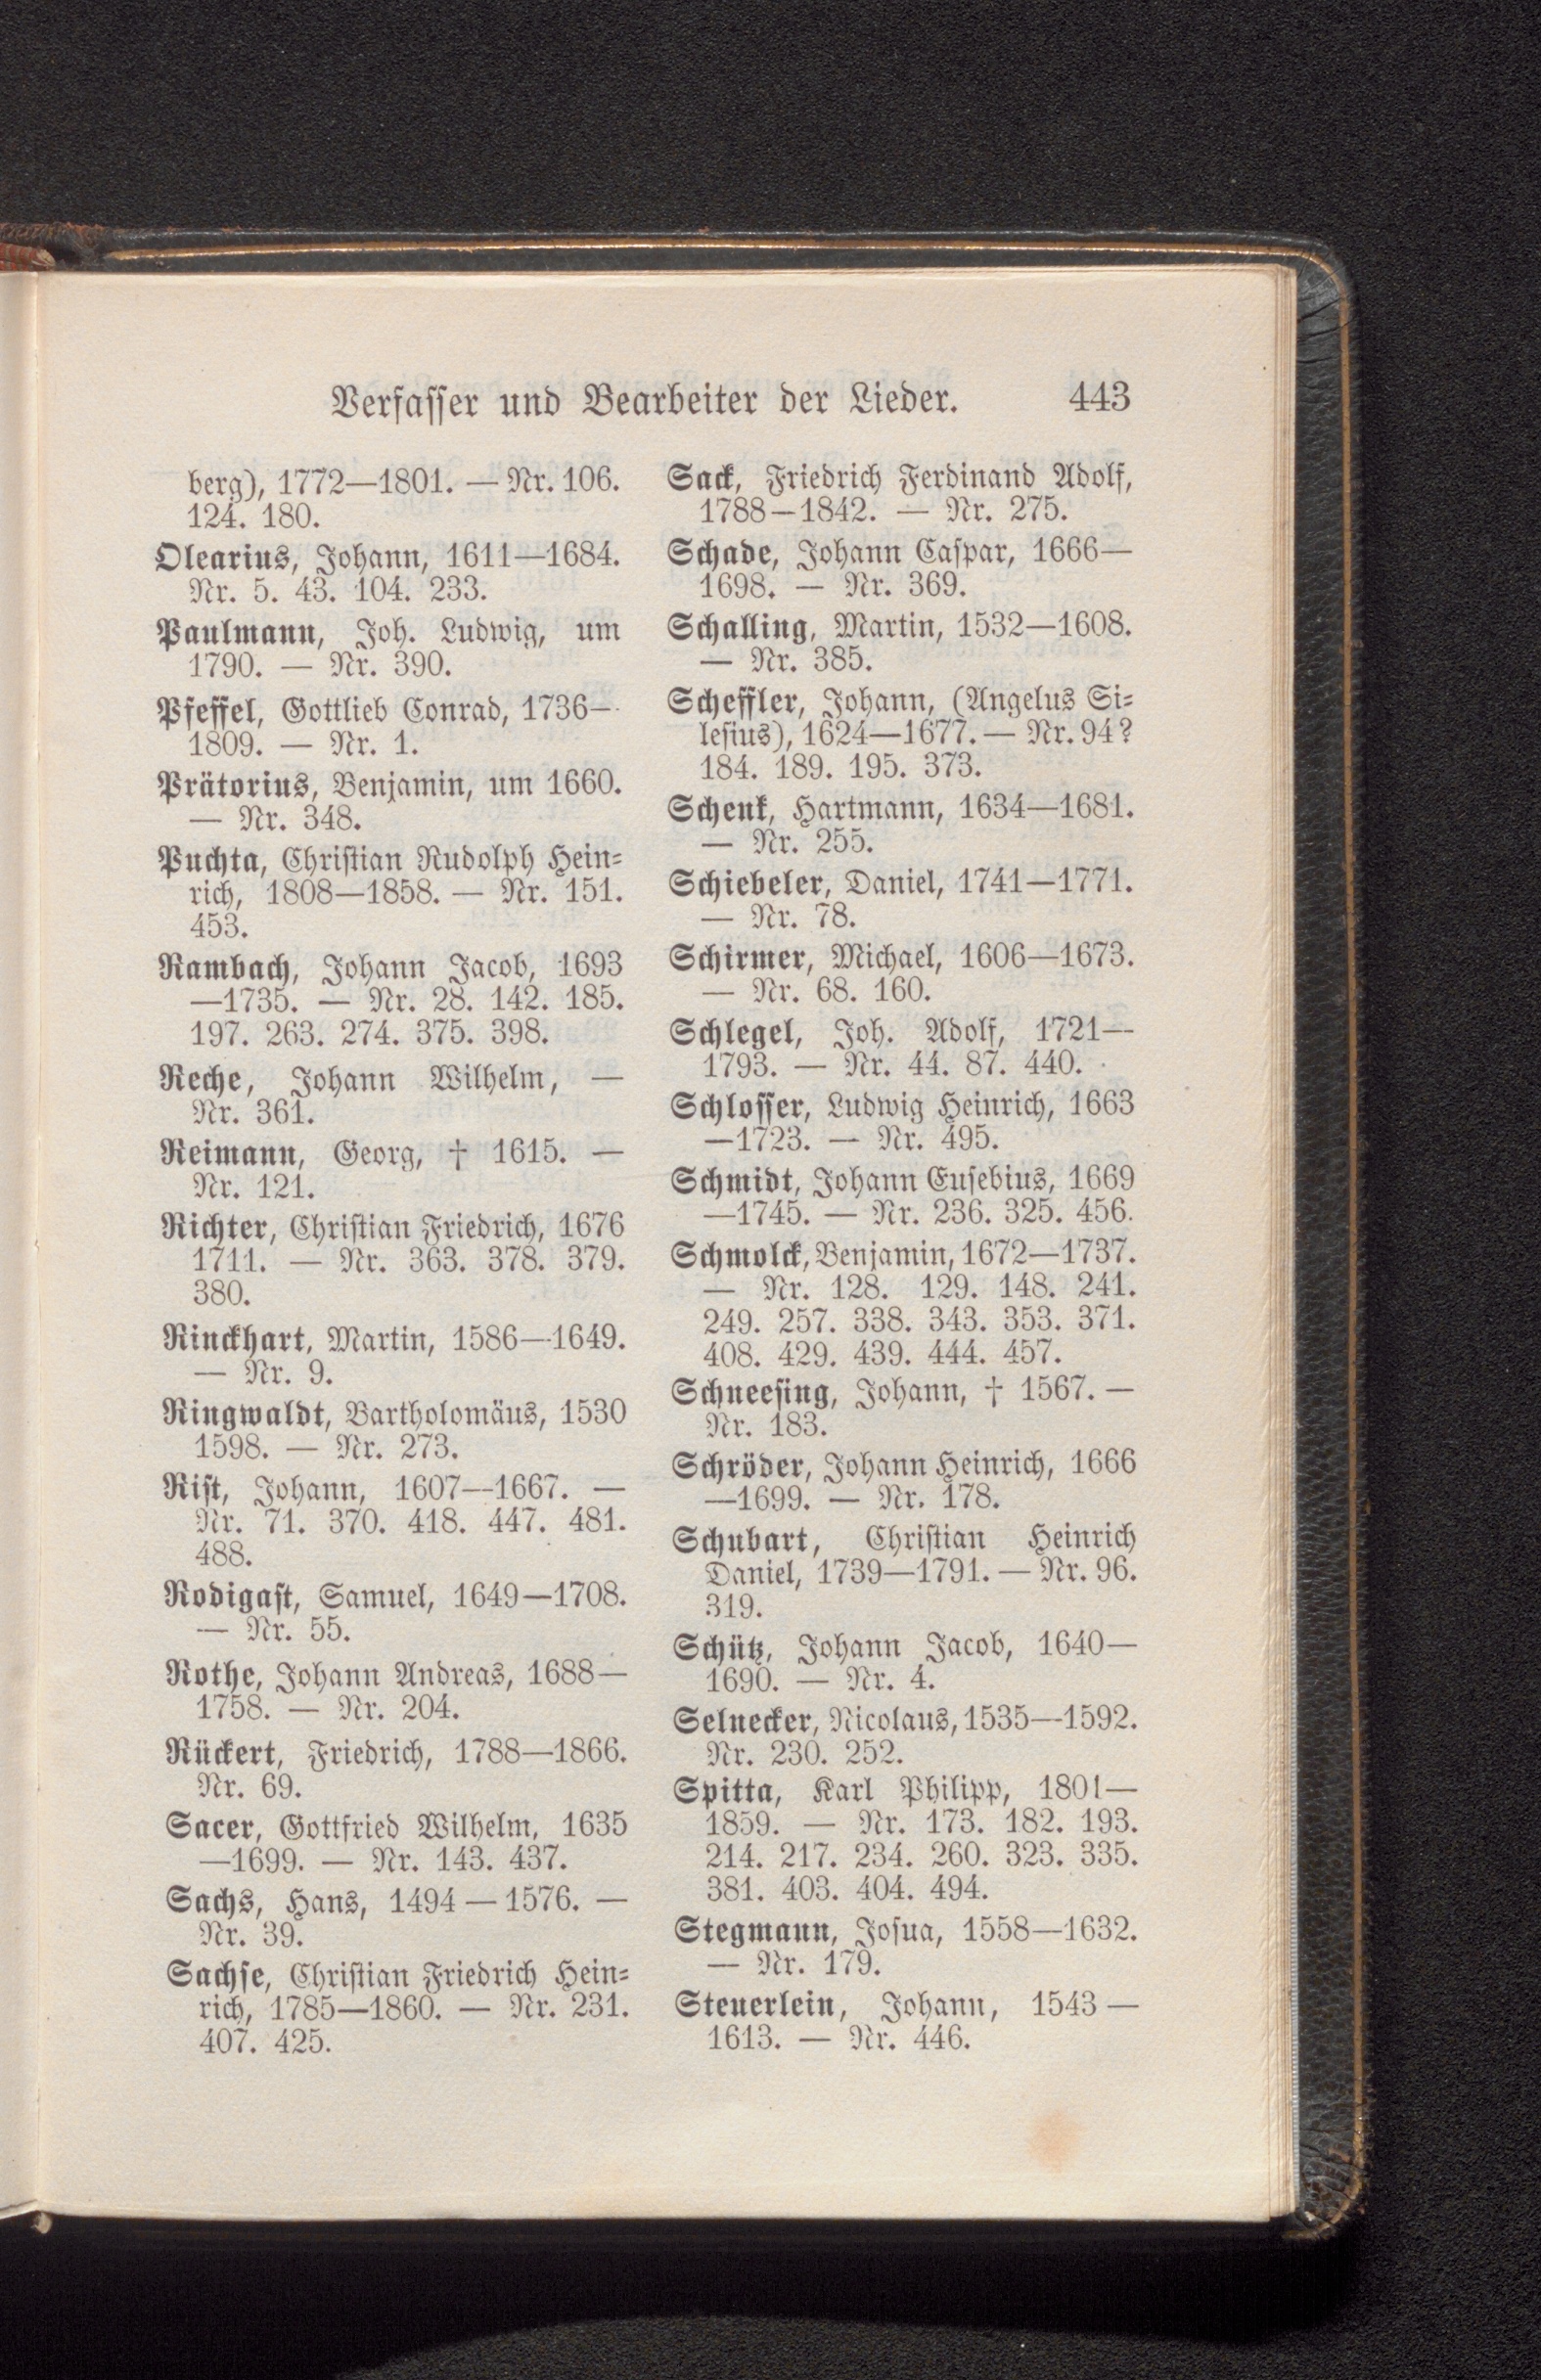 Verfasser und Bearbeiter der Lieder. 443
berg), 1772—1801. — Nr. 106.
124. 180.
Olearius, Johann, 1611—1684.
Nr. 5. 43. 104. 233.
Paulmann, Joh. Ludwig, um
1790. — Nr. 390.
Pfeffel, Gottlieb Conrad, 1736—
1809. — Nr. 1.
Prätorius, Benjamin, um 1660.
— Nr. 348.
Puchta, Christian Rudolph Hein-
rich, 1808—1858. — Nr. 151.
453.
Rambach, Johann Jacob, 1693
—1735. — Nr. 28. 142. 185.
197. 263. 274. 375. 398.
Reche, Johann Wilhelm, —
Nr. 361.
Reimann, Georg, † 1615. —
Nr. 121.
Richter, Christian Friedrich, 1676
1711. — Nr. 363. 378. 379.
380.
Rinckhart, Martin, 1586—1649.
— Nr. 9.
Ringwaldt, Bartholomäus, 1530
1598. — Nr. 273.
Rist, Johann, 1607—1667. —
Nr. 71. 370. 418. 447. 481.
488.
Rodigast, Samuel, 1649—1708.
— Nr. 55.
Rothe, Johann Andreas, 1688—
1758. — Nr. 204.
Rückert, Friedrich, 1788—1866.
Nr. 69.
Sacer, Gottfried Wilhelm, 1635
—1699. — Nr. 143. 437.
Sachs, Hans, 1494—1576. —
Nr. 39.
Sachse, Christian Friedrich Hein-
rich, 1785—1860. — Nr. 231.
407. 425.
Sack, Friedrich Ferdinand Adolf,
1788—1842. — Nr. 275.
Schade, Johann Caspar, 1666—
1698. — Nr. 369.
Schalling, Martin, 1532—1608.
— Nr. 385.
Scheffler, Johann, (Angelus Si-
lesius), 1624—1677. — Nr. 94?
184. 189. 195. 373.
Schenk, Hartmann, 1634—1681.
— Nr. 255.
Schiebeler, Daniel, 1741—1771.
— Nr. 78.
Schirmer, Michael, 1606—1673.
— Nr. 68. 160.
Schlegel, Joh. Adolf, 1721—
1793. — Nr. 44. 87. 440.
Schlosser, Ludwig Heinrich, 1663
—1723. — Nr. 495.
Schmidt, Johann Eusebius, 1669
—1745. — Nr. 236. 325. 456.
Schmolck, Benjamin, 1672—1737.
— Nr. 128. 129. 148. 241.
249. 257. 338. 343. 353. 371.
408. 429. 439. 444. 457.
Schneesing, Johann, † 1567. —
Nr. 183.
Schröder, Johann Heinrich, 1666
—1699. — Nr. 178.
Schubart, Christian Heinrich
Daniel, 1739—1791. — Nr. 96.
319.
Schütz, Johann Jacob, 1640—
1690. — Nr. 4.
Selnecker, Nicolaus, 1535—1592.
Nr. 230. 252.
Spitta, Karl Philipp, 1801—
1859. — Nr. 173. 182. 193.
214. 217. 234. 260. 323. 335.
381. 403. 404. 494.
Stegmann, Josua, 1558—1632.
— Nr. 179.
Steuerlein, Johann, 1543—
1613. — Nr. 446.